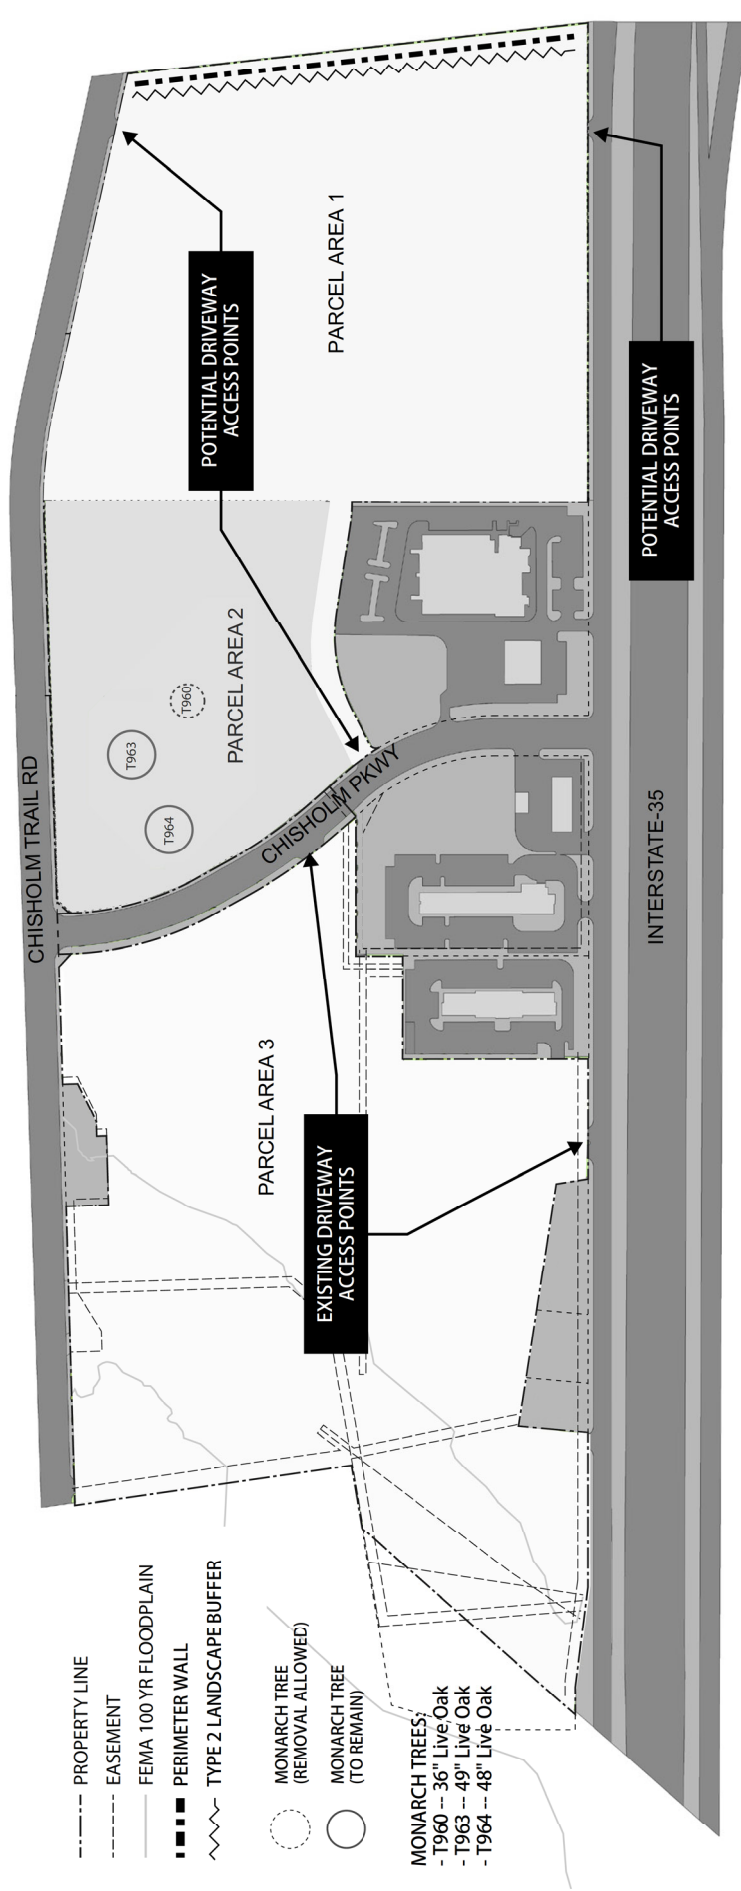 POTENTIAL DRIVEWAY
ACCESS POINTS
PARCEL AREA 1
POTENTIAL DRIVEWAY
ACCESS POINTS
PARCEL AREA 2
T960
T963
T964
CHISHOLM TRAIL RD
CHISHOLM PKWY
INTERSTATE-35
PARCEL AREA 3
EXISTING DRIVEWAY
ACCESS POINTS
PROPERTY LINE
EASEMENT
FEMA 100 YR FLOODPLAIN
PERIMETER WALL
TYPE 2 LANDSCAPE BUFFER
MONARCH TREE
(REMOVAL ALLOWED)
MONARCH TREE
(TO REMAIN)
MONARCH TREES:
- T960 -- 36" Live Oak
- T963 -- 49" Live Oak
- T964 -- 48" Live Oak